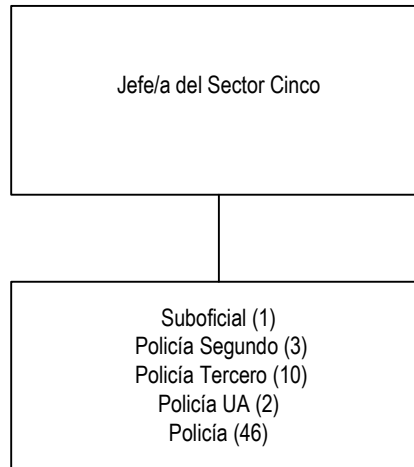 Jefe/a del Sector Cinco
Suboficial (1)
Policía Segundo (3)
Policía Tercero (10)
Policía UA (2)
Policía (46)